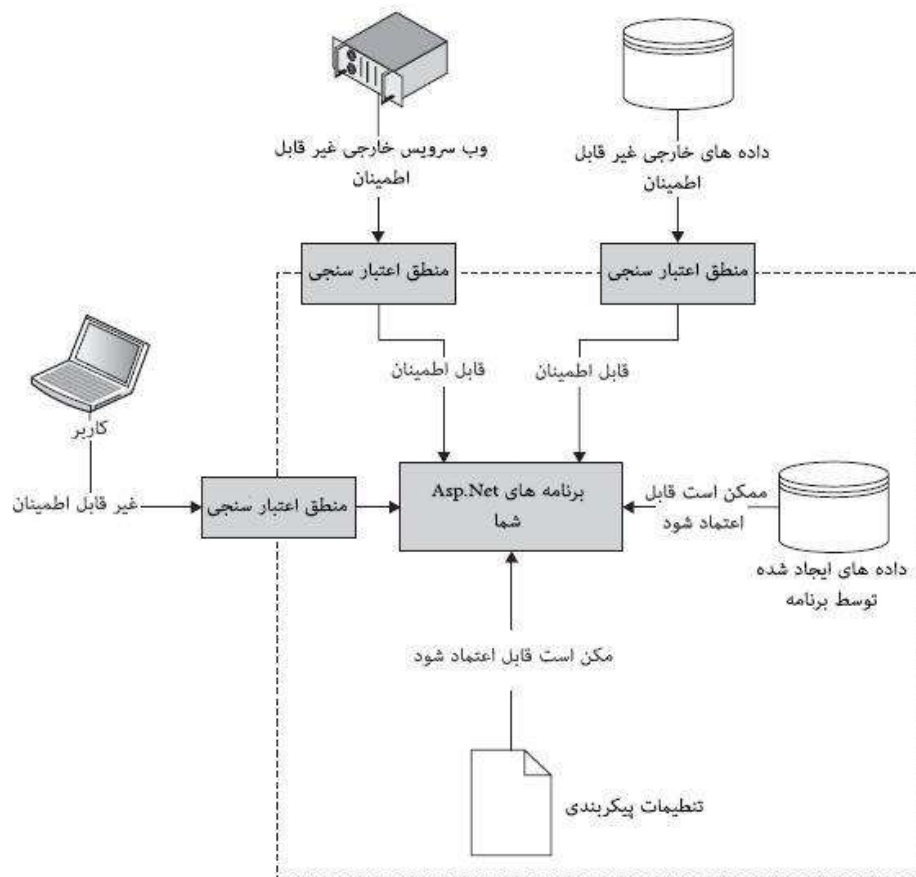 وب سرویس خارجی غیر قابل
اطمینان
داده های خارجی غیر قابل
اطمینان
منطق اعتبار سنجی
منطق اعتبار سنجی
قابل اطمینان
قابل اطمینان
کاربر
غیر قابل اطمینان
منطق اعتبار سنجی
برنامه های Asp.Net
شما
ممکن است قابل
اعتماد شود
داده های ایجاد شده
توسط برنامه
مکن است قابل اعتماد شود
تنطیمات پیکربندی